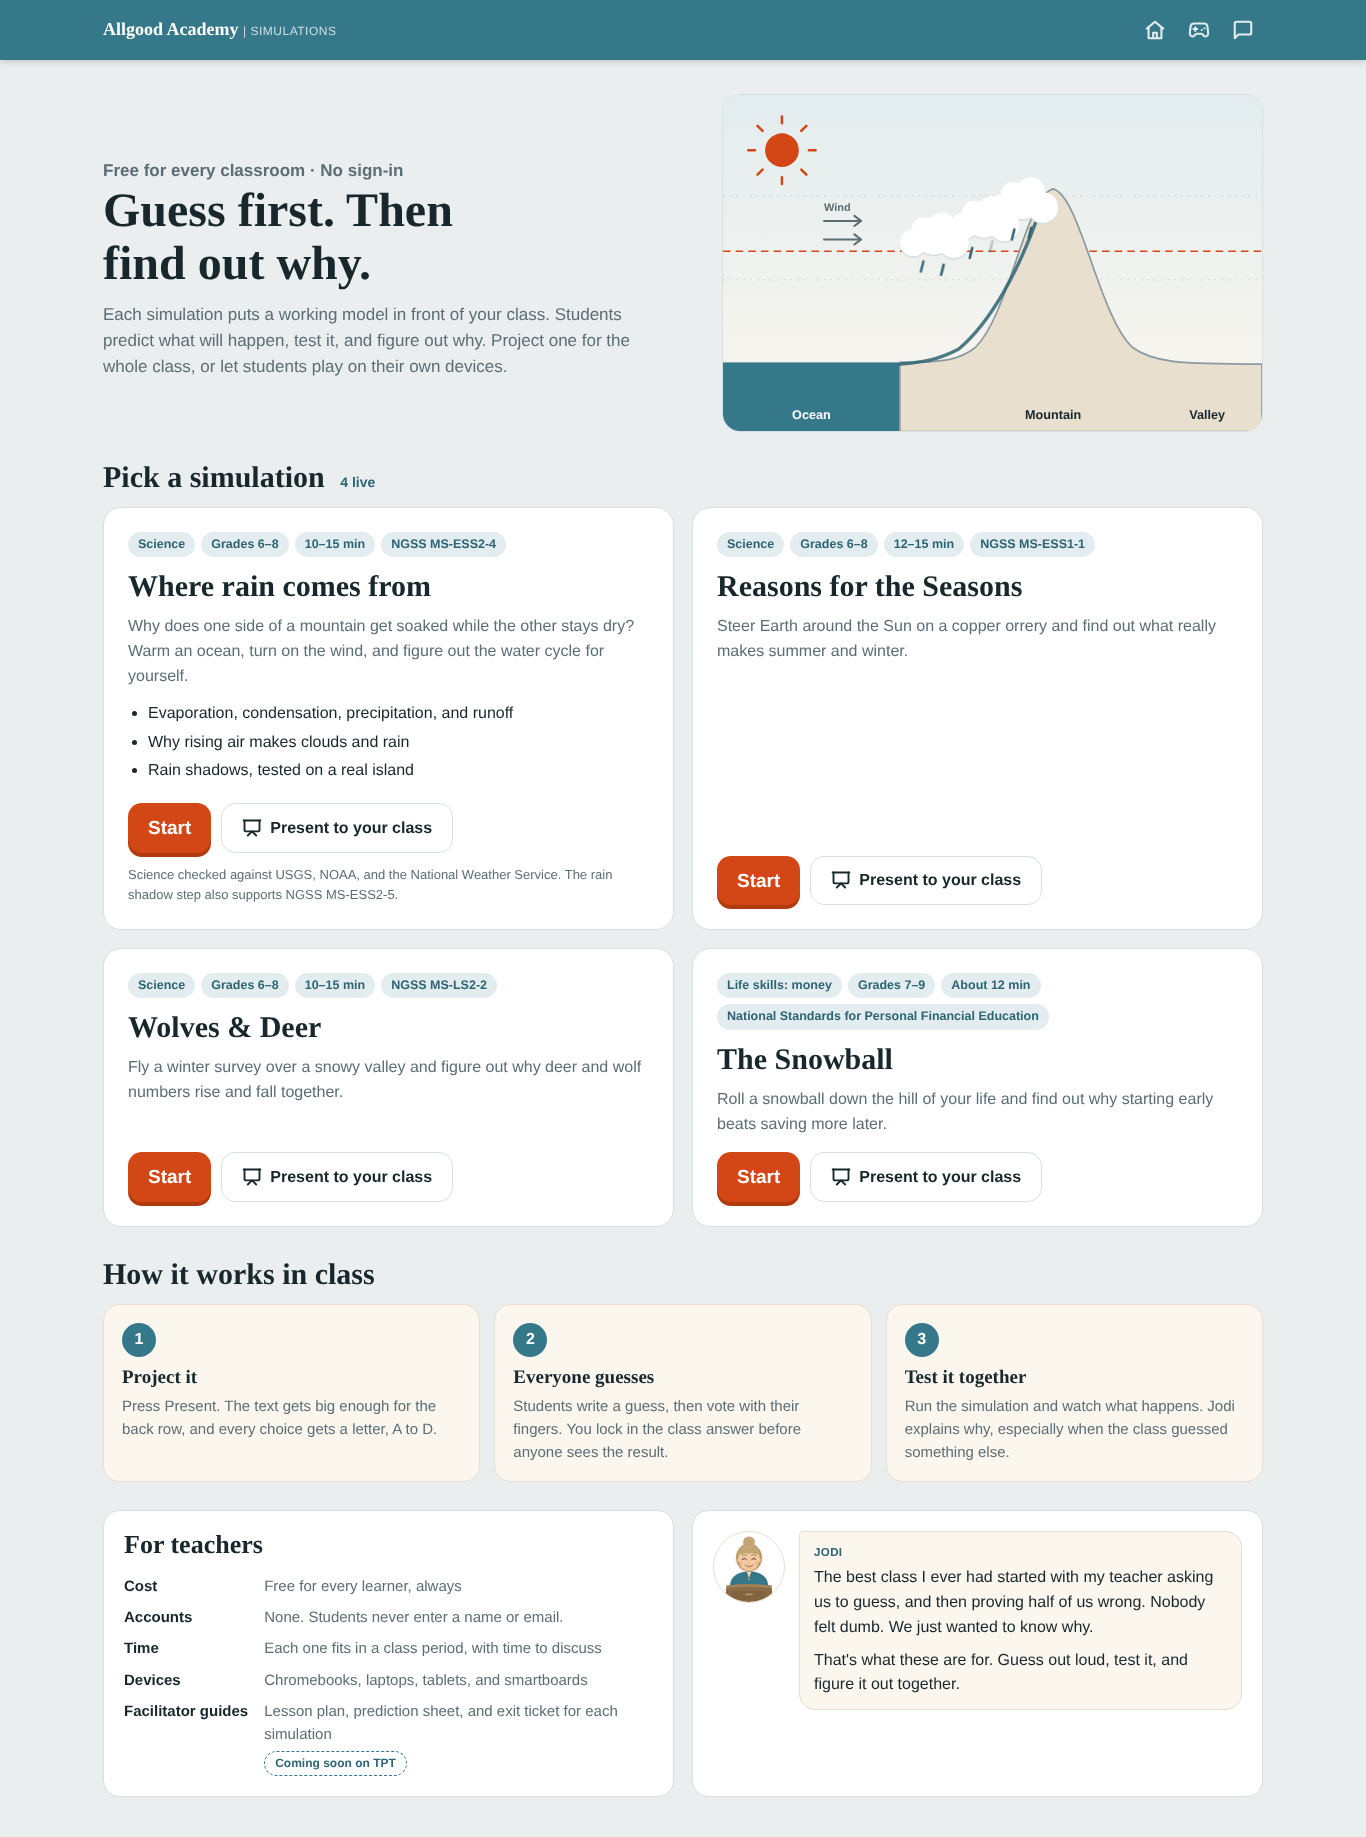 Allgood Academy | SIMULATIONS
Free for every classroom · No sign-in
Guess first. Then
find out why.
Each simulation puts a working model in front of your class. Students
predict what will happen, test it, and figure out why. Project one for the
whole class, or let students play on their own devices.
Wind
Ocean
Mountain
Valley
Pick a simulation 4 live
Science Grades 6–8 10–15 min NGSS MS-ESS2-4
Where rain comes from
Why does one side of a mountain get soaked while the other stays dry?
Warm an ocean, turn on the wind, and figure out the water cycle for
yourself.
• Evaporation, condensation, precipitation, and runoff
• Why rising air makes clouds and rain
• Rain shadows, tested on a real island
Start Present to your class
Science checked against USGS, NOAA, and the National Weather Service. The rain
shadow step also supports NGSS MS-ESS2-5.
Science Grades 6–8 12–15 min NGSS MS-ESS1-1
Reasons for the Seasons
Steer Earth around the Sun on a copper orrery and find out what really
makes summer and winter.
Start Present to your class
Science Grades 6–8 10–15 min NGSS MS-LS2-2
Wolves & Deer
Fly a winter survey over a snowy valley and figure out why deer and wolf
numbers rise and fall together.
Start Present to your class
Life skills: money Grades 7–9 About 12 min
National Standards for Personal Financial Education
The Snowball
Roll a snowball down the hill of your life and find out why starting early
beats saving more later.
Start Present to your class
How it works in class
1
Project it
Press Present. The text gets big enough for the
back row, and every choice gets a letter, A to D.
2
Everyone guesses
Students write a guess, then vote with their
fingers. You lock in the class answer before
anyone sees the result.
3
Test it together
Run the simulation and watch what happens. Jodi
explains why, especially when the class guessed
something else.
For teachers
Cost Free for every learner, always
Accounts None. Students never enter a name or email.
Time Each one fits in a class period, with time to discuss
Devices Chromebooks, laptops, tablets, and smartboards
Facilitator guides Lesson plan, prediction sheet, and exit ticket for each
simulation
Coming soon on TPT
JODI
The best class I ever had started with my teacher asking
us to guess, and then proving half of us wrong. Nobody
felt dumb. We just wanted to know why.
That's what these are for. Guess out loud, test it, and
figure it out together.